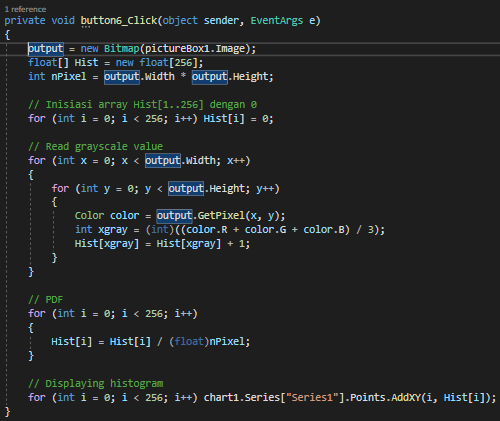 1 reference
private void button6_Click(object sender, EventArgs e)
{
    output = new Bitmap(pictureBox1.Image);
    float[] Hist = new float[256];
    int nPixel = output.Width * output.Height;

    // Inisiasi array Hist[1..256] dengan 0
    for (int i = 0; i < 256; i++) Hist[i] = 0;

    // Read grayscale value
    for (int x = 0; x < output.Width; x++)
    {
        for (int y = 0; y < output.Height; y++)
        {
            Color color = output.GetPixel(x, y);
            int xgray = (int)((color.R + color.G + color.B) / 3);
            Hist[xgray] = Hist[xgray] + 1;
        }
    }

    // PDF
    for (int i = 0; i < 256; i++)
    {
        Hist[i] = Hist[i] / (float)nPixel;
    }

    // Displaying histogram
    for (int i = 0; i < 256; i++) chart1.Series["Series1"].Points.AddXY(i, Hist[i]);
}